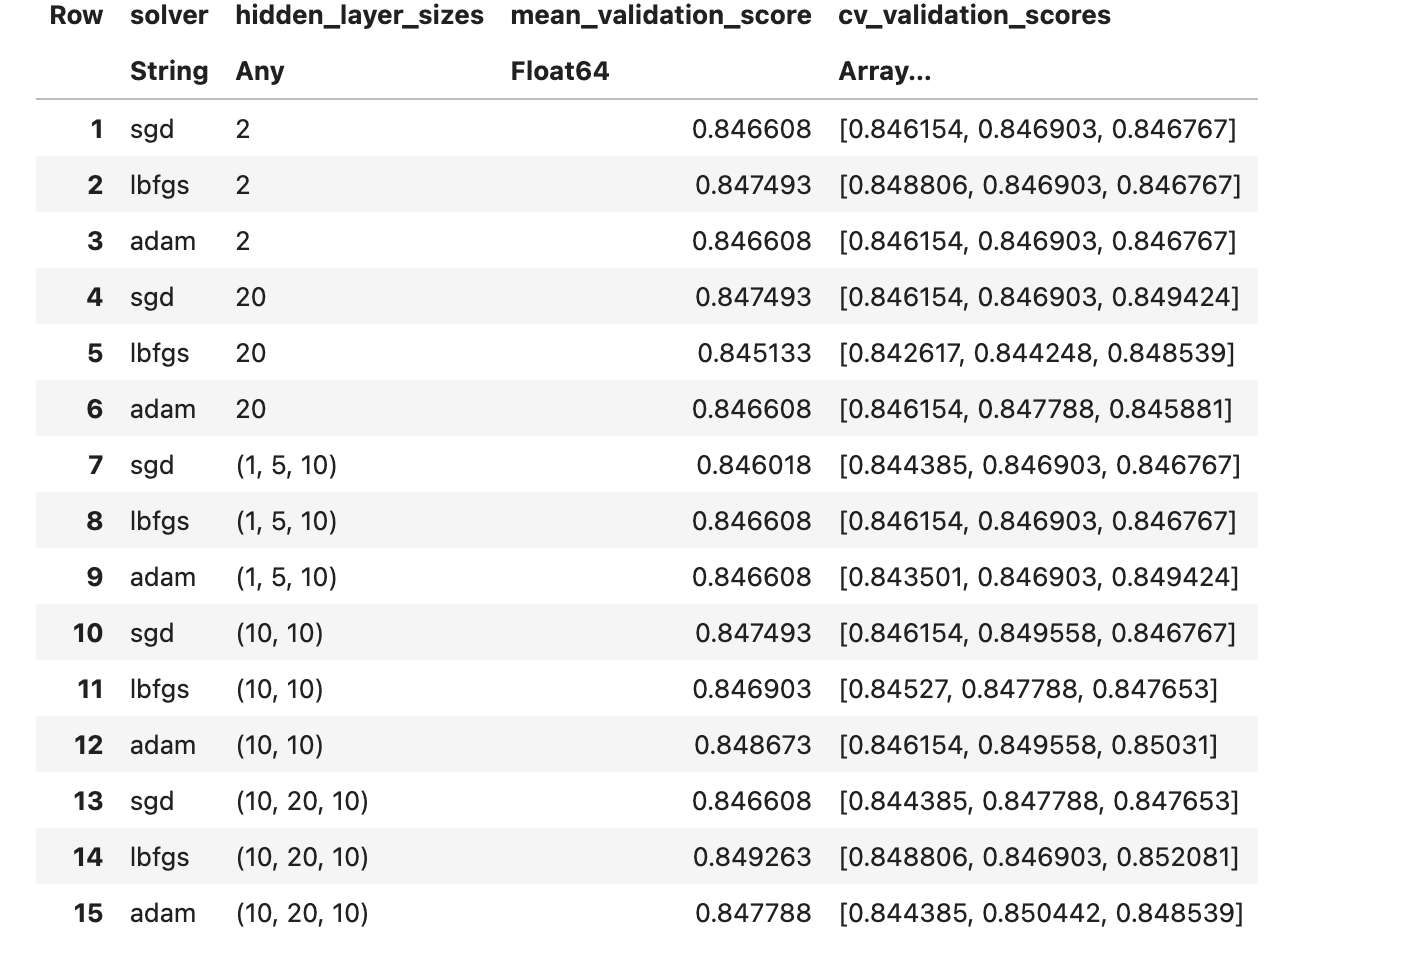 Row solver hidden_layer_sizes mean_validation_score cv_validation_scores
String Any Float64 Array...
1 sgd 2 0.846608 [0.846154, 0.846903, 0.846767]
2 lbfgs 2 0.847493 [0.848806, 0.846903, 0.846767]
3 adam 2 0.846608 [0.846154, 0.846903, 0.846767]
4 sgd 20 0.847493 [0.846154, 0.846903, 0.849424]
5 lbfgs 20 0.845133 [0.842617, 0.844248, 0.848539]
6 adam 20 0.846608 [0.846154, 0.847788, 0.845881]
7 sgd (1, 5, 10) 0.846018 [0.844385, 0.846903, 0.846767]
8 lbfgs (1, 5, 10) 0.846608 [0.846154, 0.846903, 0.846767]
9 adam (1, 5, 10) 0.846608 [0.843501, 0.846903, 0.849424]
10 sgd (10, 10) 0.847493 [0.846154, 0.849558, 0.846767]
11 lbfgs (10, 10) 0.846903 [0.84527, 0.847788, 0.847653]
12 adam (10, 10) 0.848673 [0.846154, 0.849558, 0.85031]
13 sgd (10, 20, 10) 0.846608 [0.844385, 0.847788, 0.847653]
14 lbfgs (10, 20, 10) 0.849263 [0.848806, 0.846903, 0.852081]
15 adam (10, 20, 10) 0.847788 [0.844385, 0.850442, 0.848539]